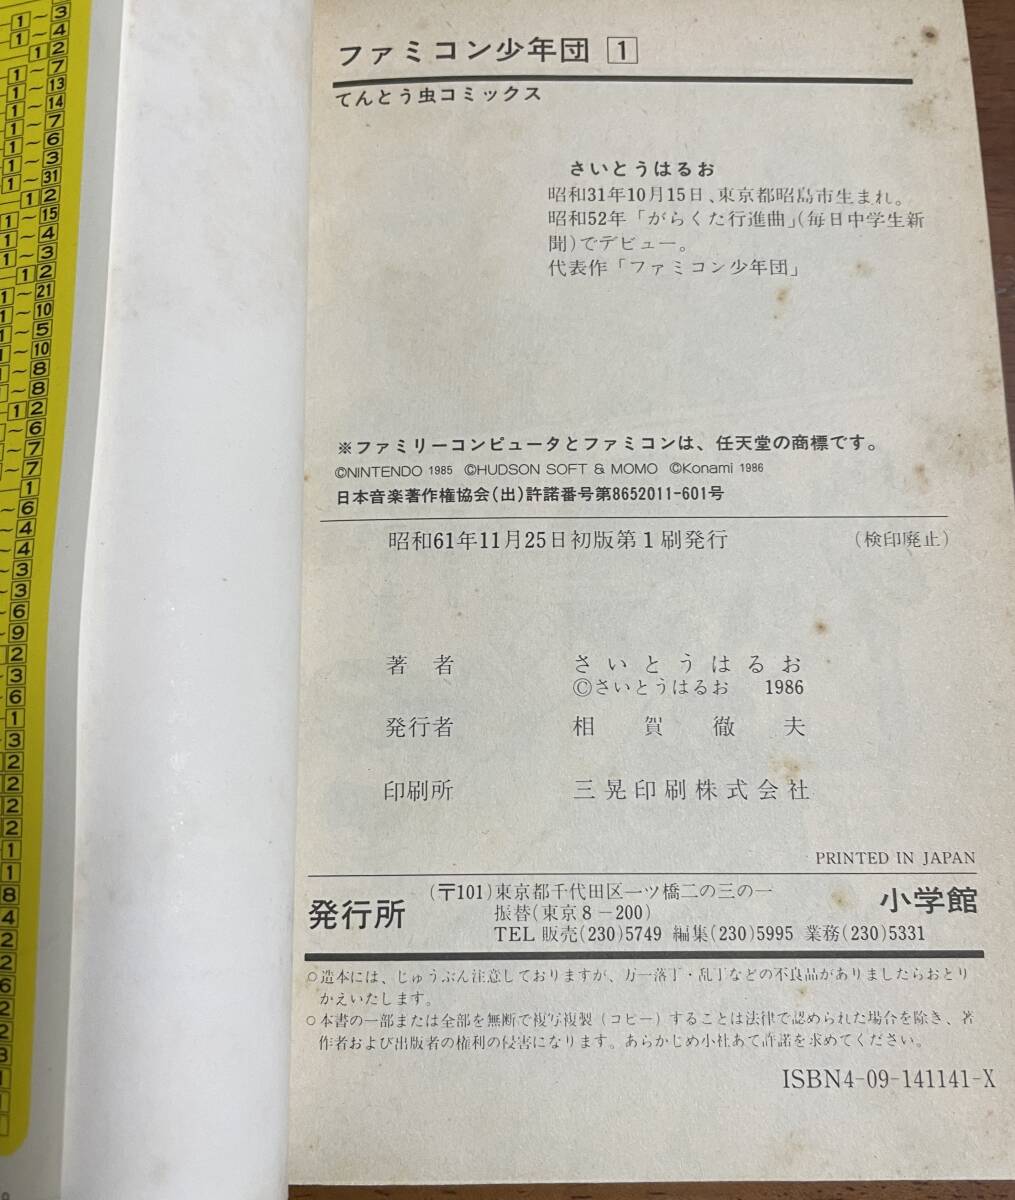 ファミコン少年団 1
てんとう虫コミックス
さいとうはるお
昭和31年10月15日、東京都昭島市生まれ。
昭和52年「がらくた行進曲」(毎日中学生新
聞)でデビュー。
代表作「ファミコン少年団」
※ファミリーコンピュータとファミコンは、任天堂の商標です。
©NINTENDO 1985 ©HUDSON SOFT & MOMO ©Konami 1986
日本音楽著作権協会(出)許諾番号第8652011-601号
昭和61年11月25日初版第1刷発行 (検印廃止)
著者 さいとうはるお
©さいとうはるお 1986
発行者 相賀徹夫
印刷所 三晃印刷株式会社
PRINTED IN JAPAN
発行所 (〒101)東京都千代田区一ツ橋二の三の一 小学館
振替(東京8-200)
TEL 販売(230)5749 編集(230)5995 業務(230)5331
○造本には、じゅうぶん注意しておりますが、万一落丁・乱丁などの不良品がありましたらおとり
かえいたします。
○本書の一部または全部を無断で複写複製(コピー)することは法律で認められた場合を除き、著
作者および出版者の権利の侵害になります。あらかじめ小社あて許諾を求めてください。
ISBN4-09-141141-X